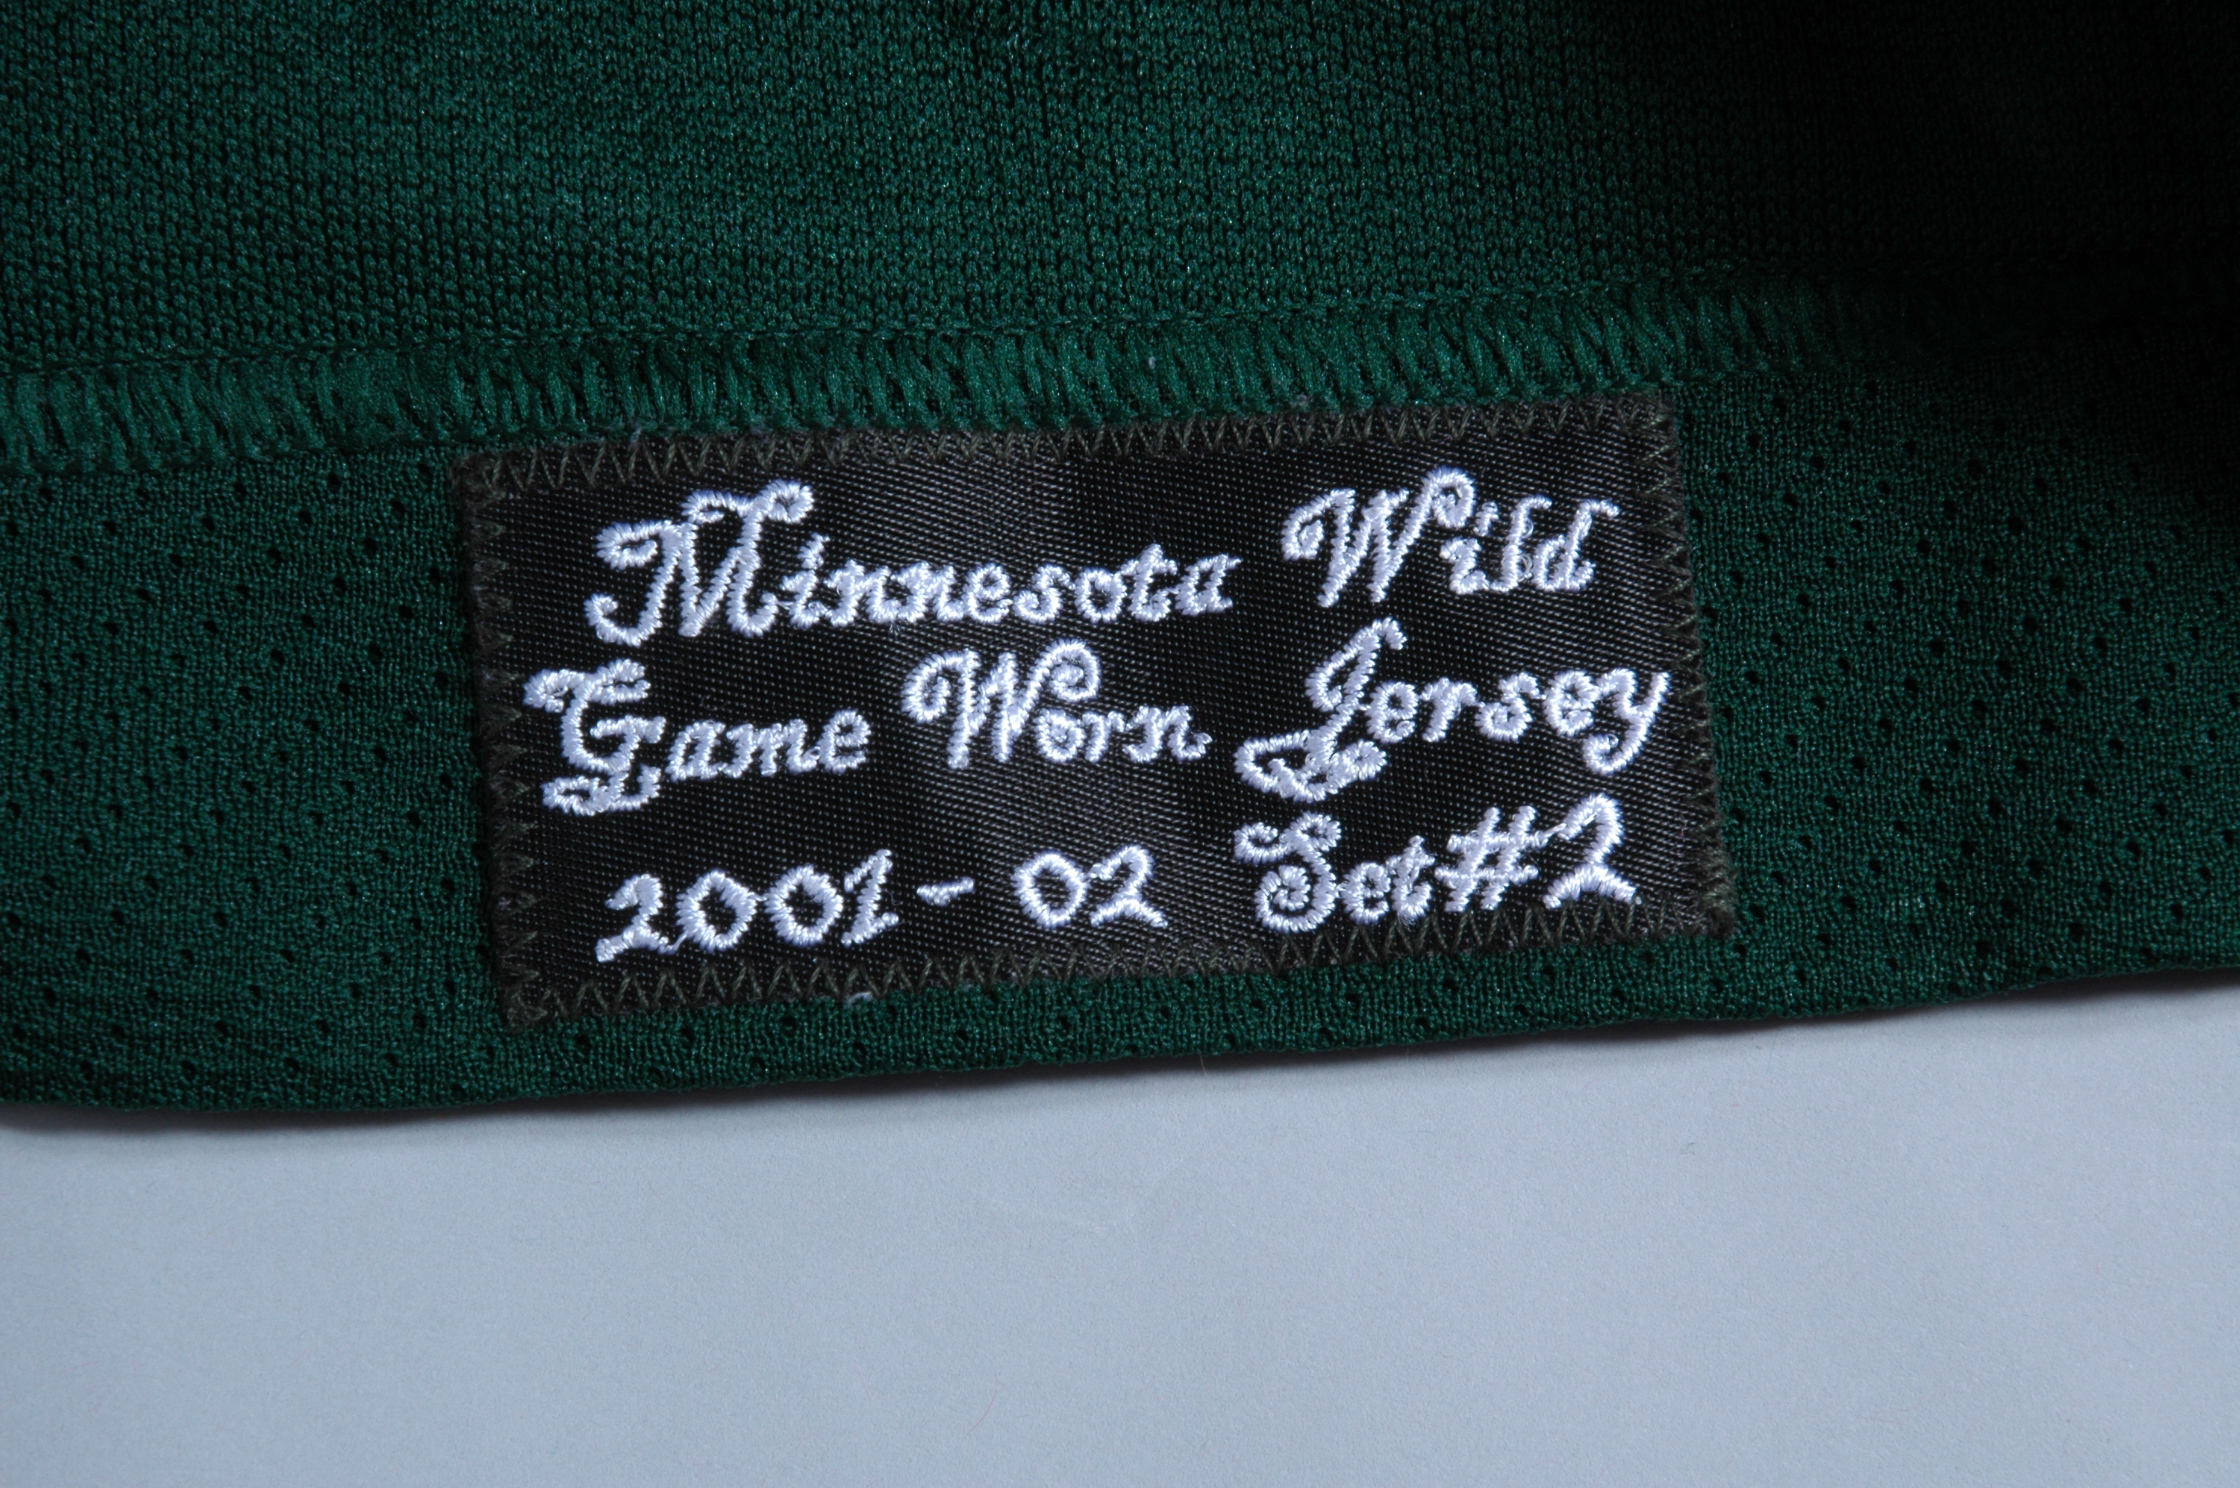 Minnesota Wild
Game Worn Jersey
2001-02 Set#2